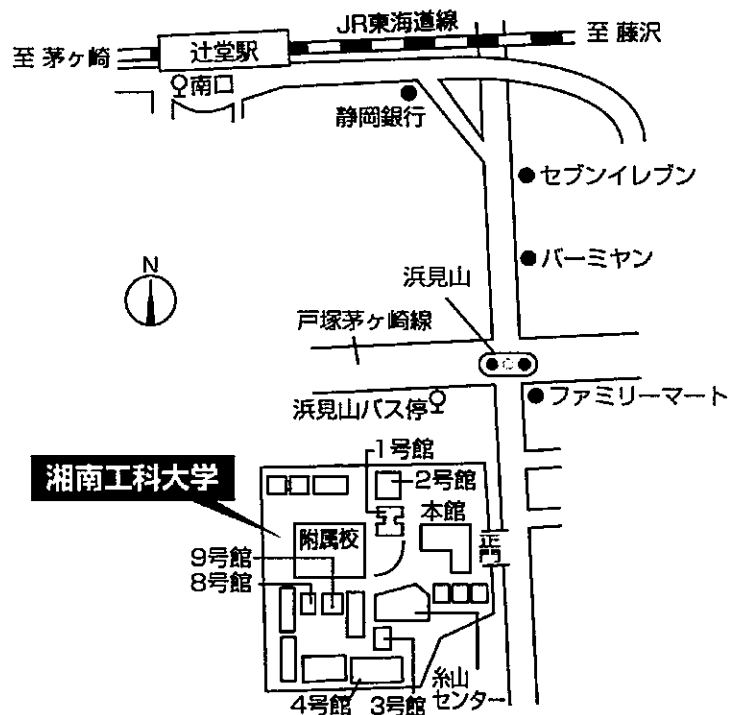 JR東海道線
至 茅ヶ崎
辻堂駅
至 藤沢
南口
静岡銀行
セブンイレブン
N
バーミヤン
浜見山
戸塚茅ヶ崎線
浜見山バス停
ファミリーマート
1号館
湘南工科大学
2号館
本館
附属校
正門
9号館
8号館
糸山
センター
4号館
3号館